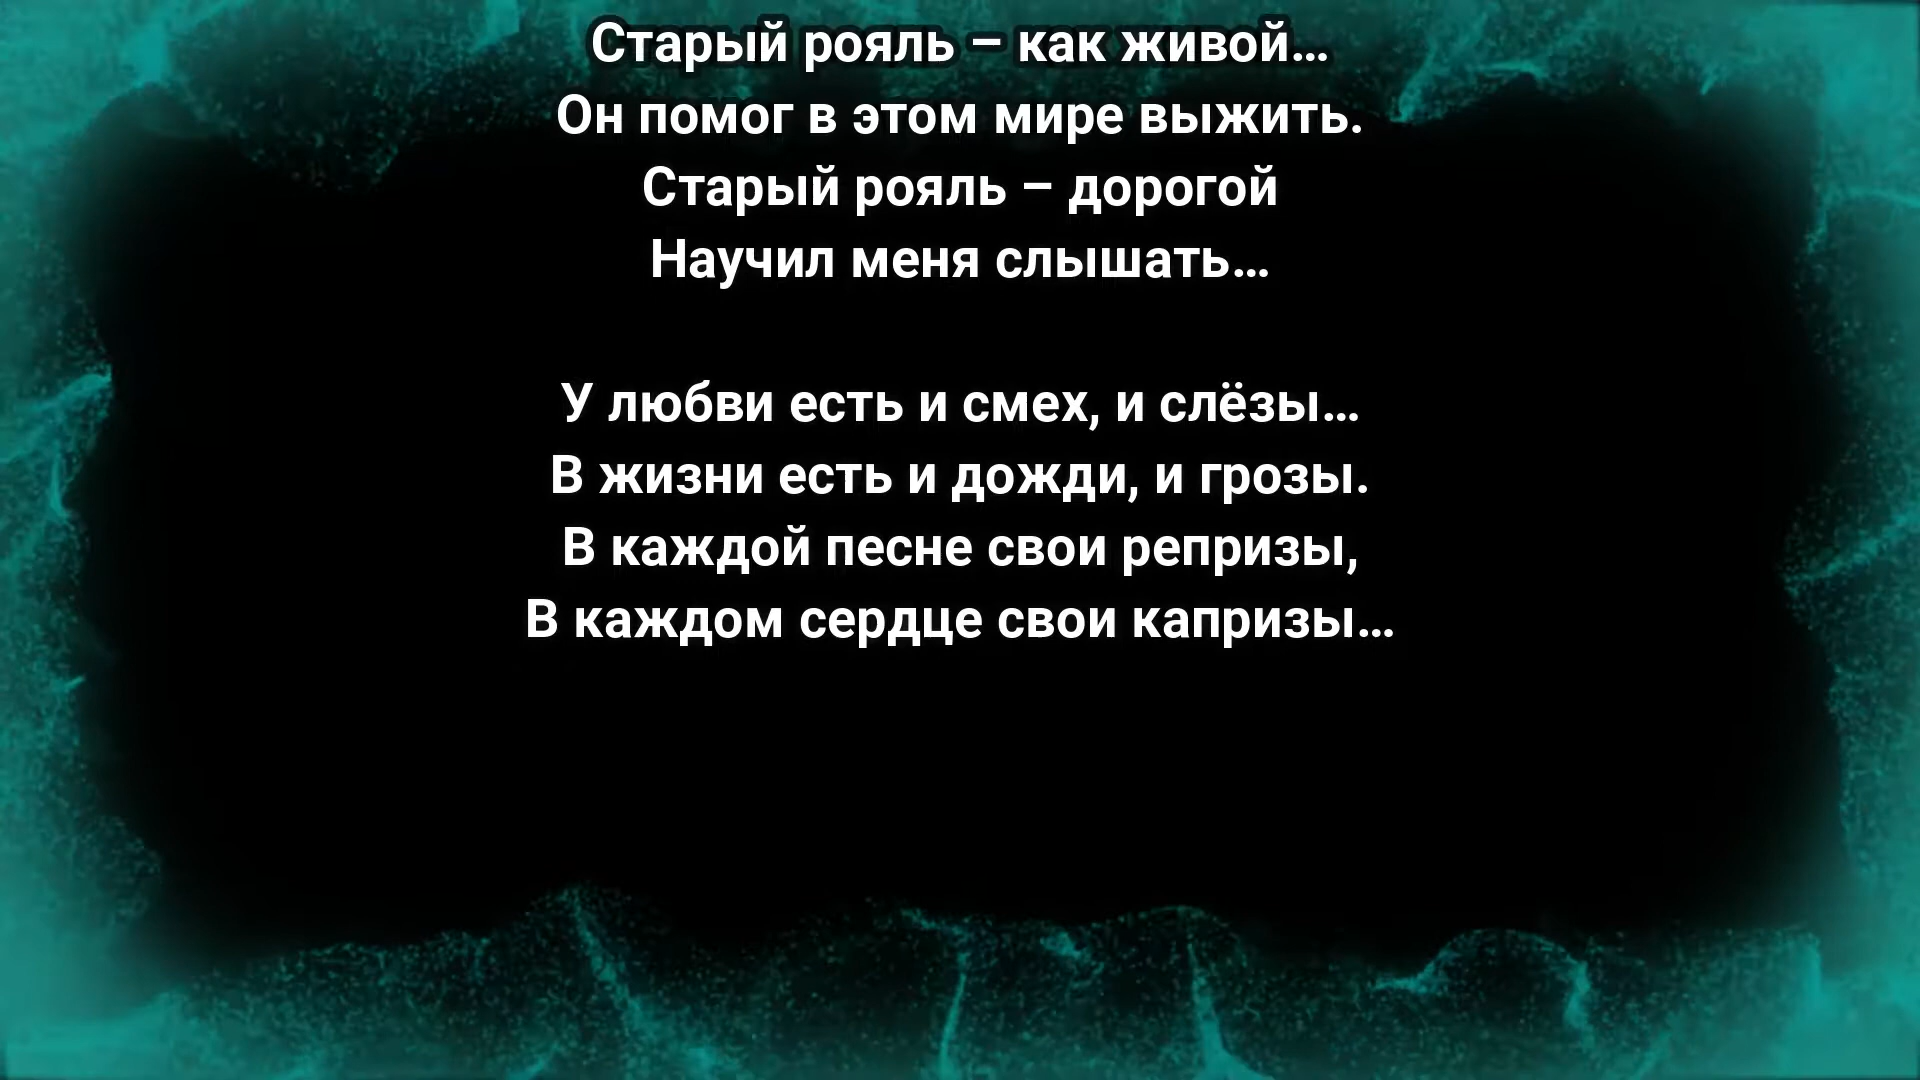 Старый рояль – как живой...
Он помог в этом мире выжить.
Старый рояль – дорогой
Научил меня слышать...
У любви есть и смех, и слёзы...
В жизни есть и дожди, и грозы.
В каждой песне свои репризы,
В каждом сердце свои капризы...